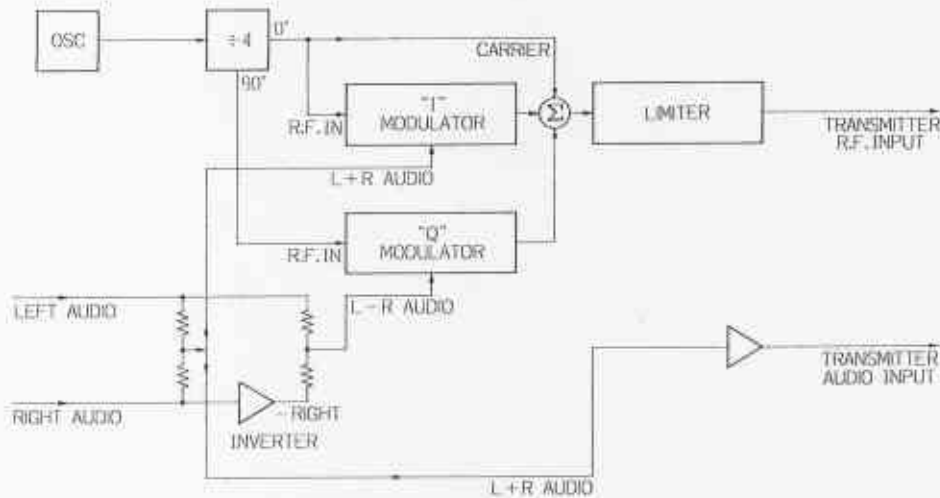 OSC
÷4
0°
90°
CARRIER
"I"
MODULATOR
R.F. IN
Σ
LIMITER
TRANSMITTER
R.F. INPUT
L+R AUDIO
"Q"
MODULATOR
R.F. IN
L-R AUDIO
LEFT AUDIO
RIGHT AUDIO
-RIGHT
INVERTER
TRANSMITTER
AUDIO INPUT
L+R AUDIO